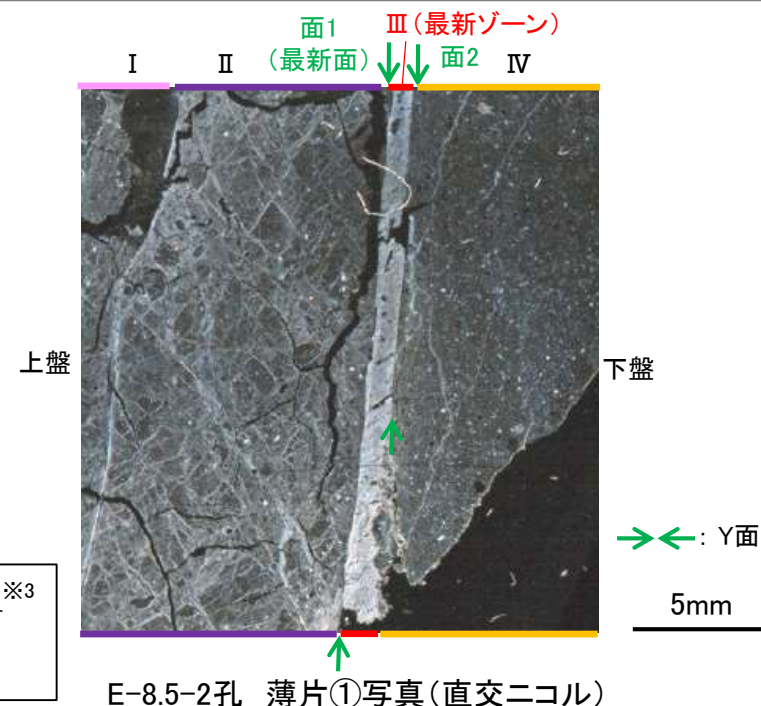 面1
（最新面）
Ⅲ（最新ゾーン）
面2
Ⅰ
Ⅱ
Ⅳ
上盤
下盤
：Y面
※3
5mm
E-8.5-2孔　薄片①写真（直交ニコル）